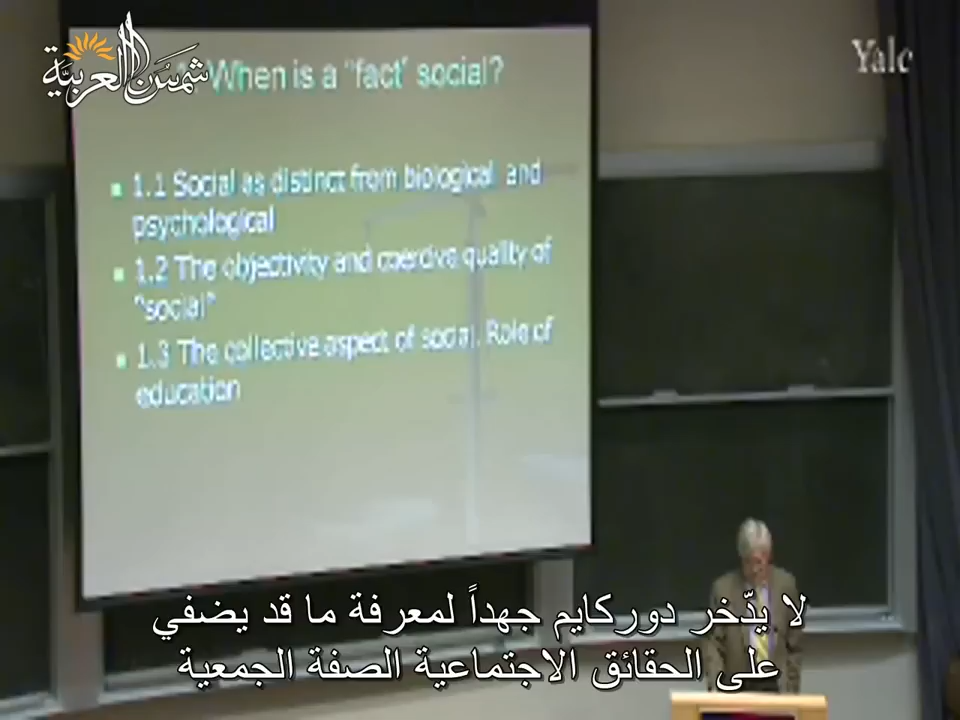 شمس العربية
Yale
When is a "fact" social?
1.1 Social as distinct from biological and
psychological
1.2 The objectivity and coercive quality of
"social"
1.3 The collective aspect of social. Role of
education
لا يدّخر دوركايم جهداً لمعرفة ما قد يضفي
على الحقائق الاجتماعية الصفة الجمعية